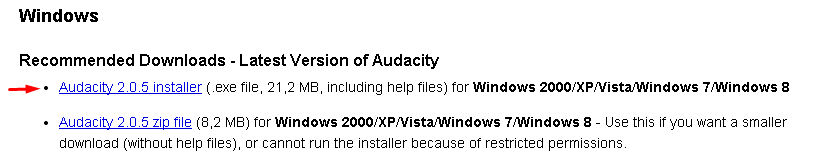 Windows
Recommended Downloads - Latest Version of Audacity
Audacity 2.0.5 installer (.exe file, 21,2 MB, including help files) for Windows 2000/XP/Vista/Windows 7/Windows 8
Audacity 2.0.5 zip file (8,2 MB) for Windows 2000/XP/Vista/Windows 7/Windows 8 - Use this if you want a smaller
download (without help files), or cannot run the installer because of restricted permissions.